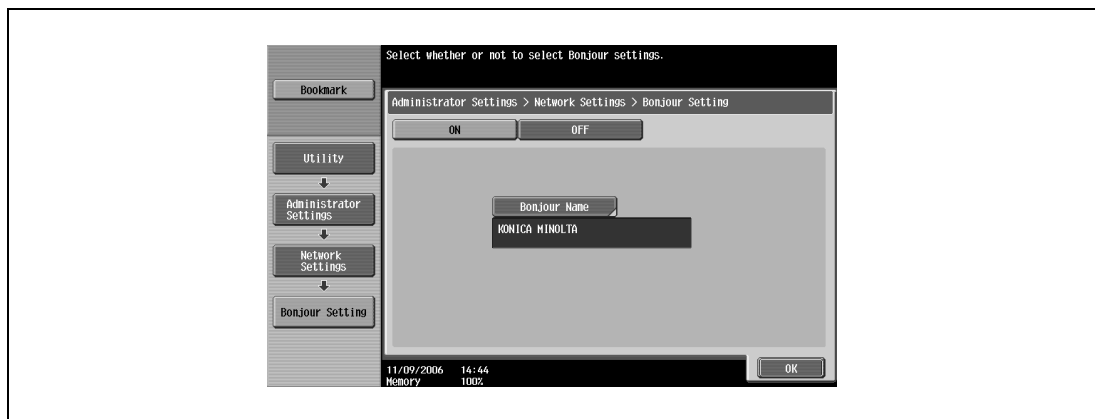 Select whether or not to select Bonjour settings.
Bookmark
Administrator Settings > Network Settings > Bonjour Setting
ON
OFF
Utility
Administrator
Settings
Network
Settings
Bonjour Setting
Bonjour Name
KONICA MINOLTA
11/09/2006 14:44
Memory 100%
OK